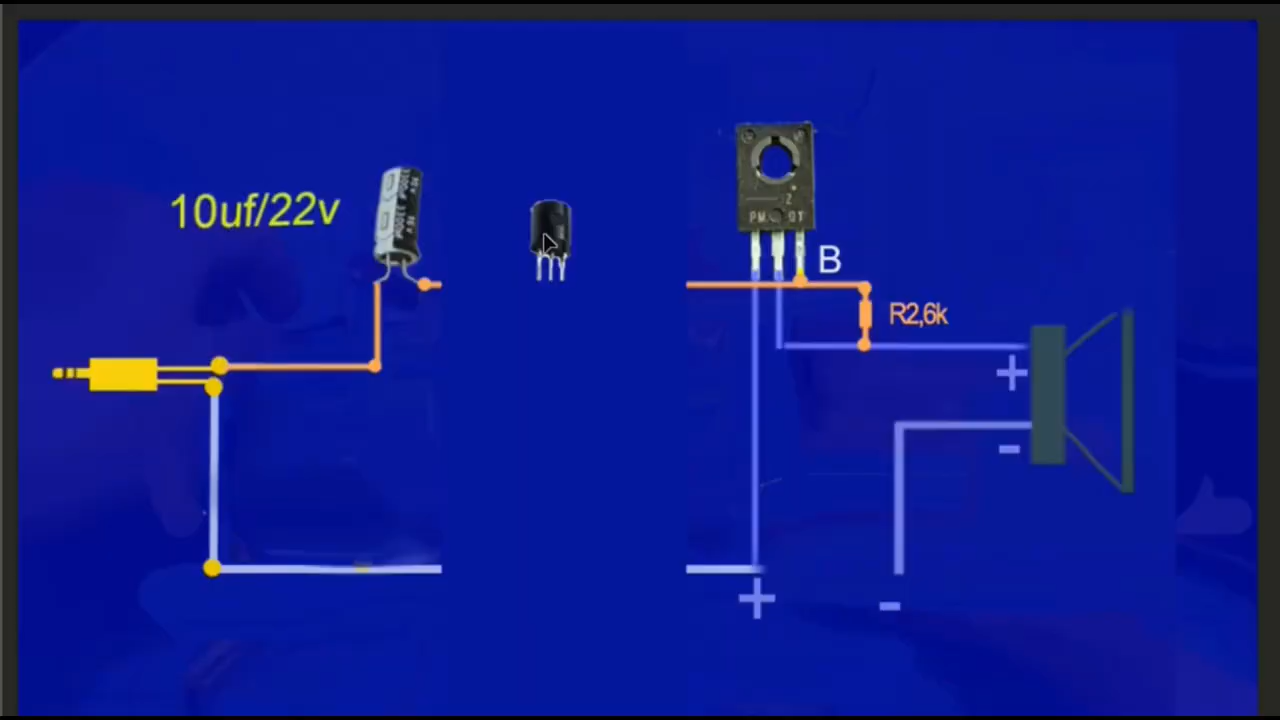 10uf/22v
Z
B
R2,6k
+
-
+
-